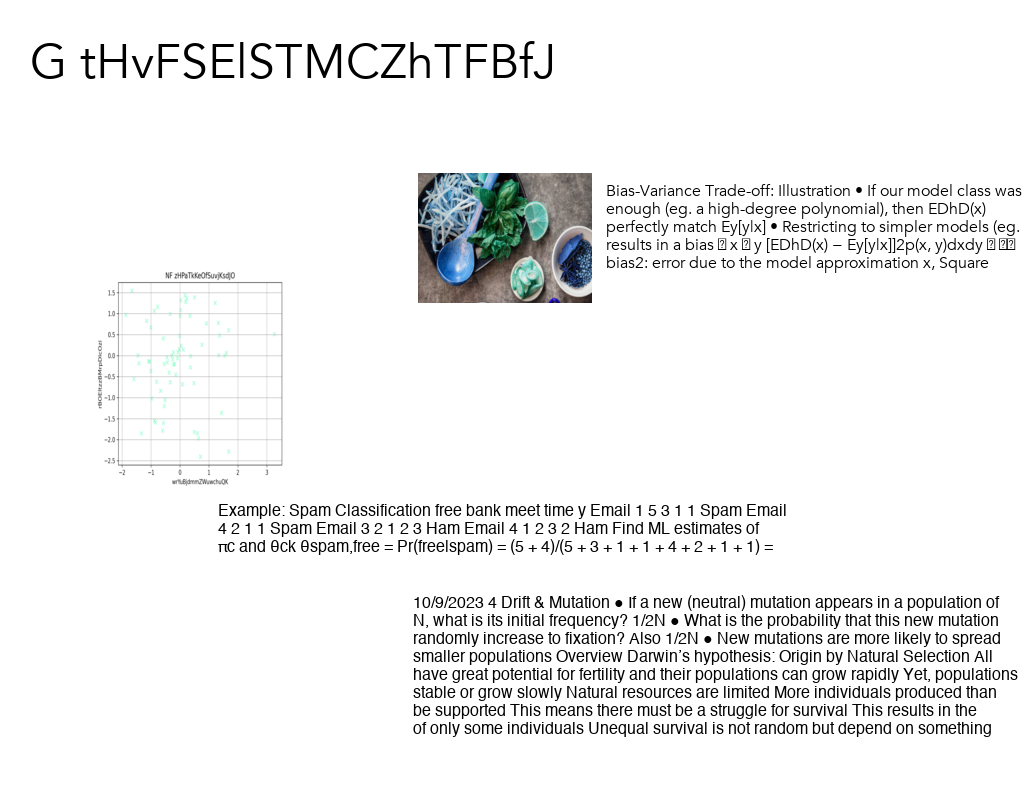 G tHvFSElSTMCZhTFBfJ
Bias-Variance Trade-off: Illustration • If our model class was
enough (eg. a high-degree polynomial), then EDhD(x)
perfectly match Ey[y|x] • Restricting to simpler models (eg.
results in a bias x y [EDhD(x) − Ey[y|x]]2p(x, y)dxdy
bias2: error due to the model approximation x, Square
1.5
1.0
0.5
0.0
−0.5
−1.0
−1.5
−2.0
−2.5
−2 −1 0 1 2 3
Example: Spam Classification free bank meet time y Email 1 5 3 1 1 Spam Email
4 2 1 1 Spam Email 3 2 1 2 3 Ham Email 4 1 2 3 2 Ham Find ML estimates of
πc and θck θspam,free = Pr(free|spam) = (5 + 4)/(5 + 3 + 1 + 1 + 4 + 2 + 1 + 1) =
10/9/2023 4 Drift & Mutation ● If a new (neutral) mutation appears in a population of
N, what is its initial frequency? 1/2N ● What is the probability that this new mutation
randomly increase to fixation? Also 1/2N ● New mutations are more likely to spread
smaller populations Overview Darwin’s hypothesis: Origin by Natural Selection All
have great potential for fertility and their populations can grow rapidly Yet, populations
stable or grow slowly Natural resources are limited More individuals produced than
be supported This means there must be a struggle for survival This results in the
of only some individuals Unequal survival is not random but depend on something